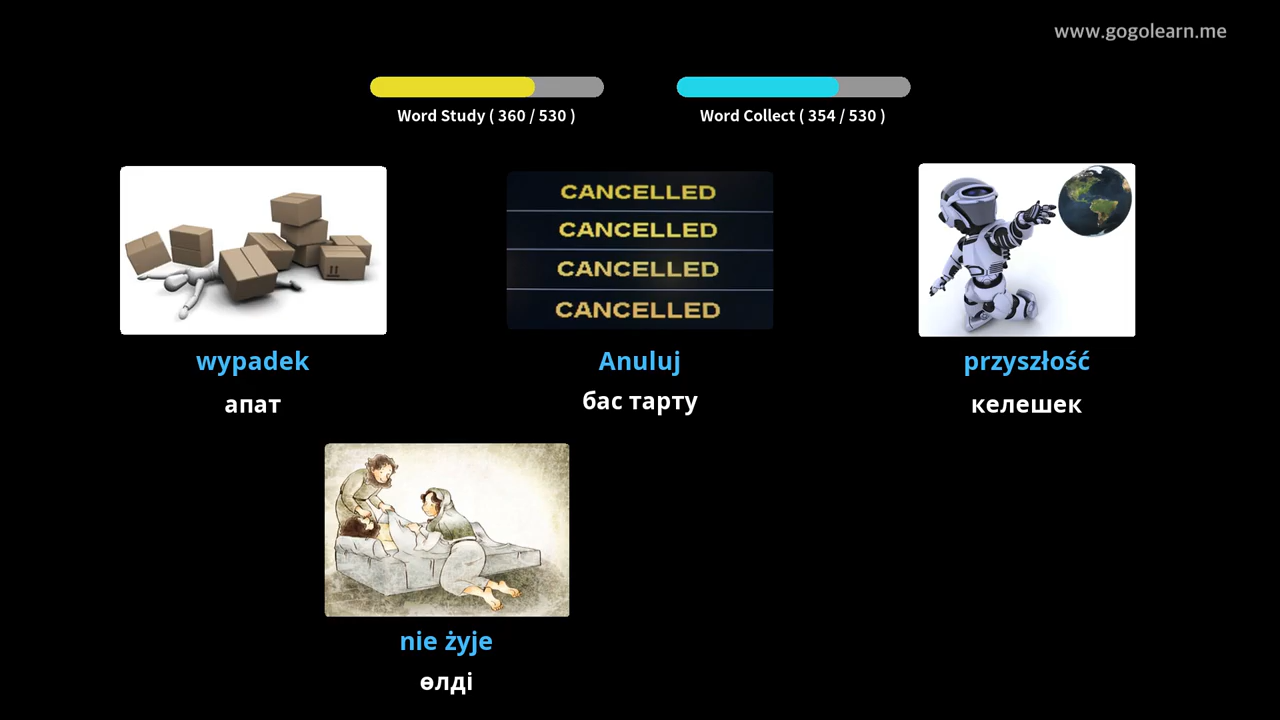 www.gogolearn.me
Word Study ( 360 / 530 )
Word Collect ( 354 / 530 )
CANCELLED
CANCELLED
CANCELLED
CANCELLED
wypadek
Anuluj
przyszłość
апат
бас тарту
келешек
nie żyje
өлді